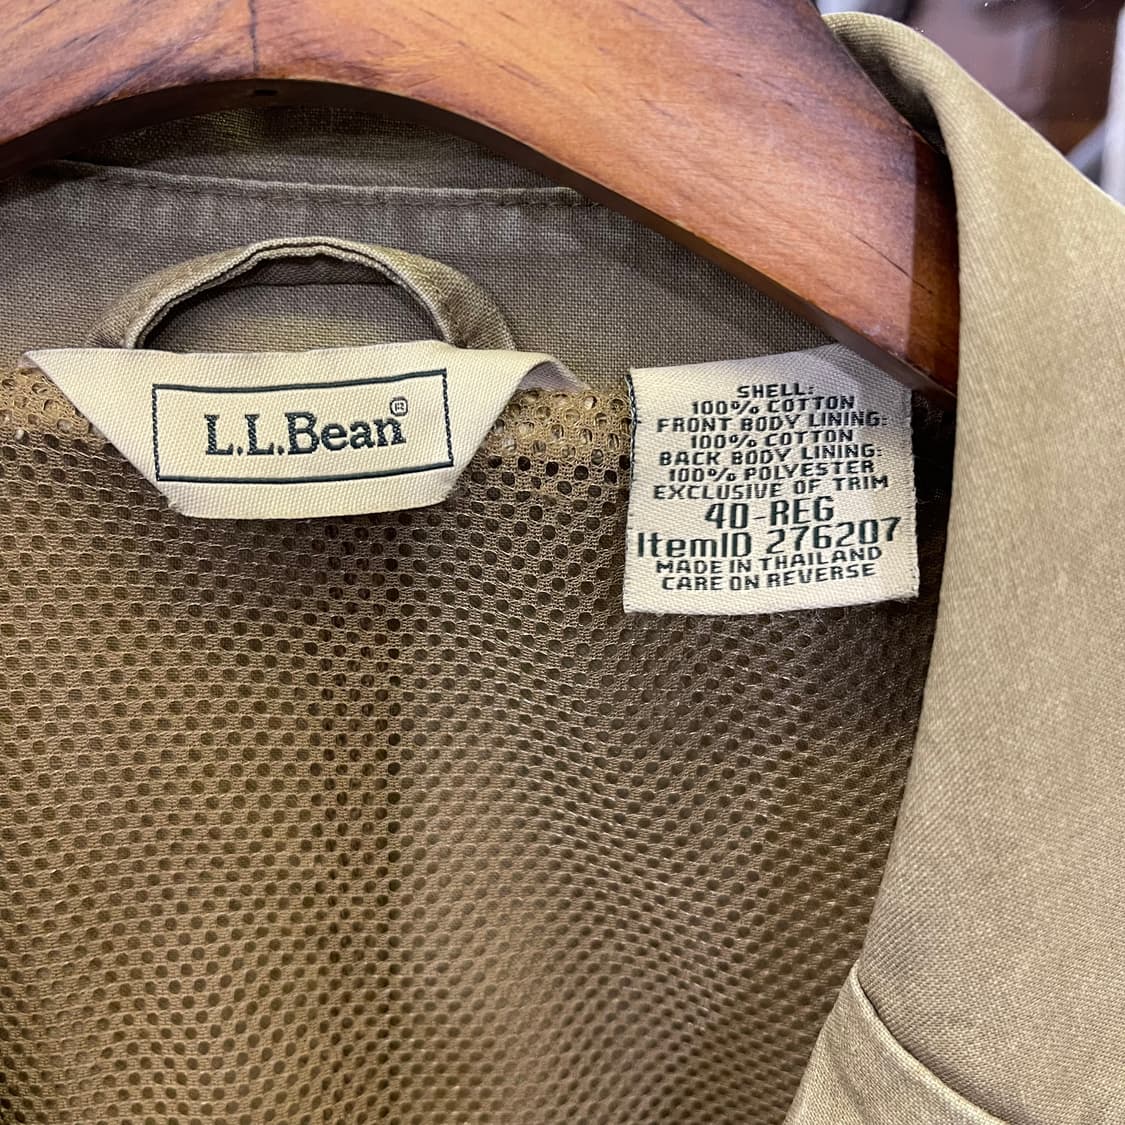 L.L.Bean®
SHELL:
100% COTTON
FRONT BODY LINING:
100% COTTON
BACK BODY LINING:
100% POLYESTER
EXCLUSIVE OF TRIM
40-REG
ItemID 276207
MADE IN THAILAND
CARE ON REVERSE